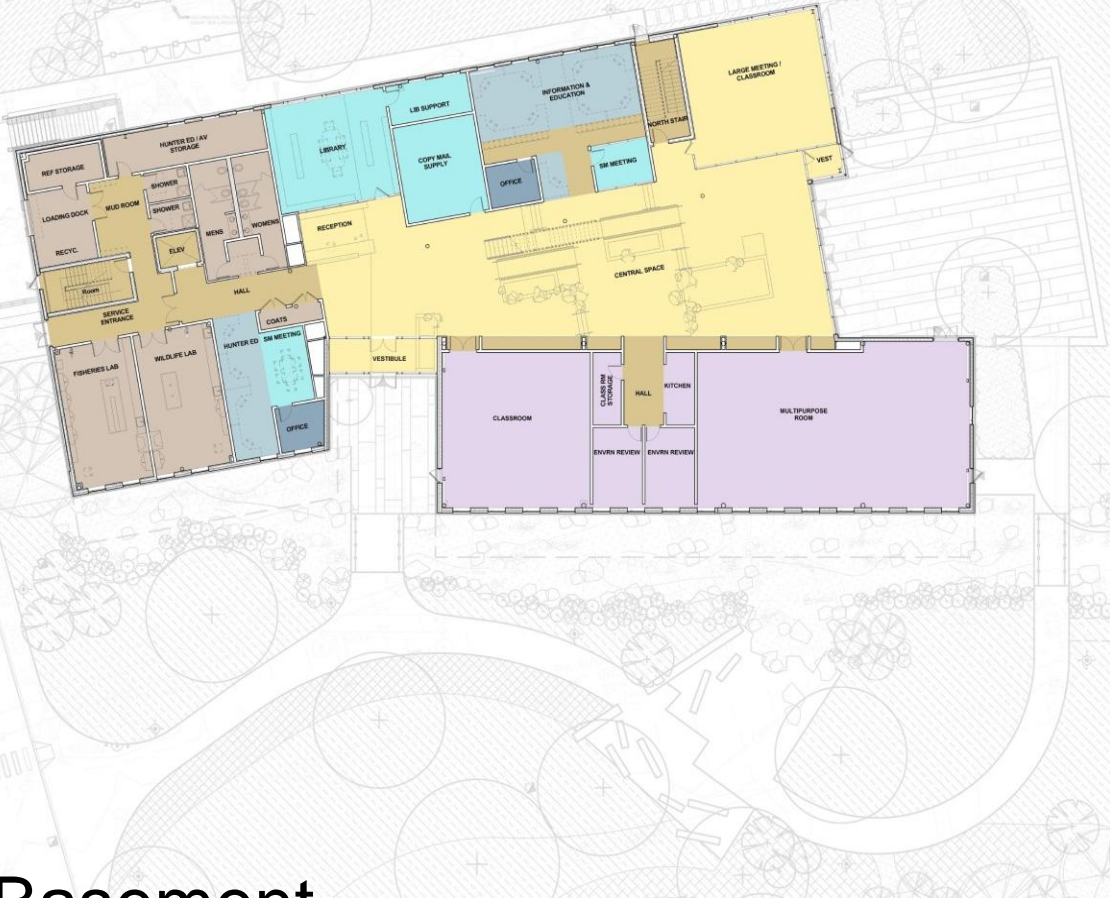 LARGE MEETING /
CLASSROOM
INFORMATION &
EDUCATION
LIB SUPPORT
NORTH STAIR
HUNTER ED / AV
STORAGE
LIBRARY
COPY MAIL
SUPPLY
SM MEETING
VEST
REF STORAGE
SHOWER
OFFICE
MUD ROOM
SHOWER
LOADING DOCK
MENS
WOMENS
RECEPTION
RECYC.
ELEV
CENTRAL SPACE
Room
HALL
SERVICE
ENTRANCE
COATS
HUNTER ED
SM MEETING
WILDLIFE LAB
VESTIBULE
FISHERIES LAB
CLASS RM
STORAGE
HALL
KITCHEN
CLASSROOM
MULTIPURPOSE
ROOM
OFFICE
ENVRN REVIEW
ENVRN REVIEW
Basement